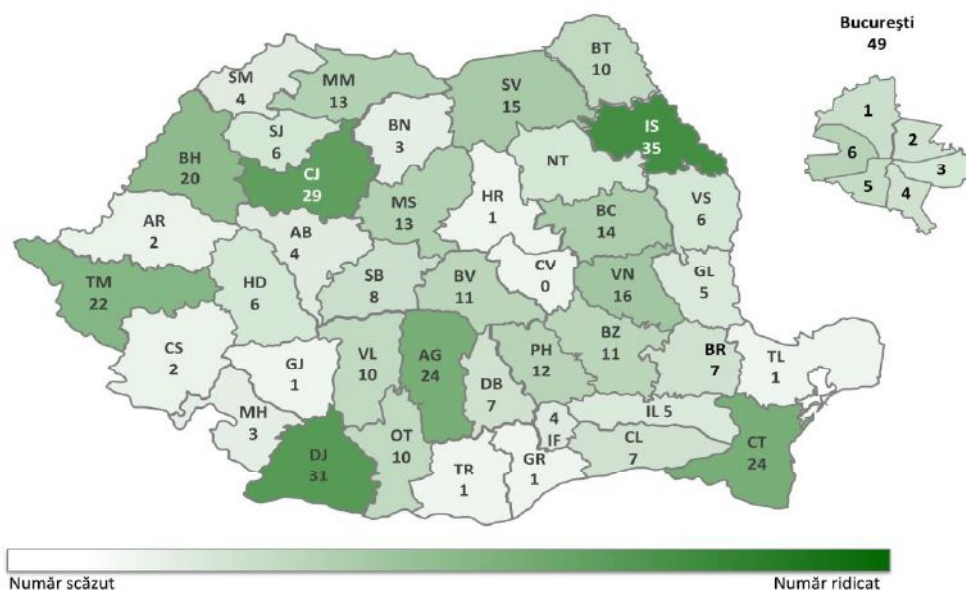 București
49
BT
10
SM
4
MM
13
SV
15
1
SJ
6
BN
3
IS
35
2
BH
20
CJ
29
NT
6
3
HR
1
5
4
MS
13
BC
14
VS
6
AR
2
AB
4
CV
0
TM
22
HD
6
SB
8
BV
11
VN
16
GL
5
BZ
11
CS
2
GJ
1
VL
10
AG
24
PH
12
BR
7
TL
1
DB
7
MH
3
4
IF
IL 5
DJ
31
OT
10
CL
7
CT
24
TR
1
GR
1
Număr scăzut
Număr ridicat